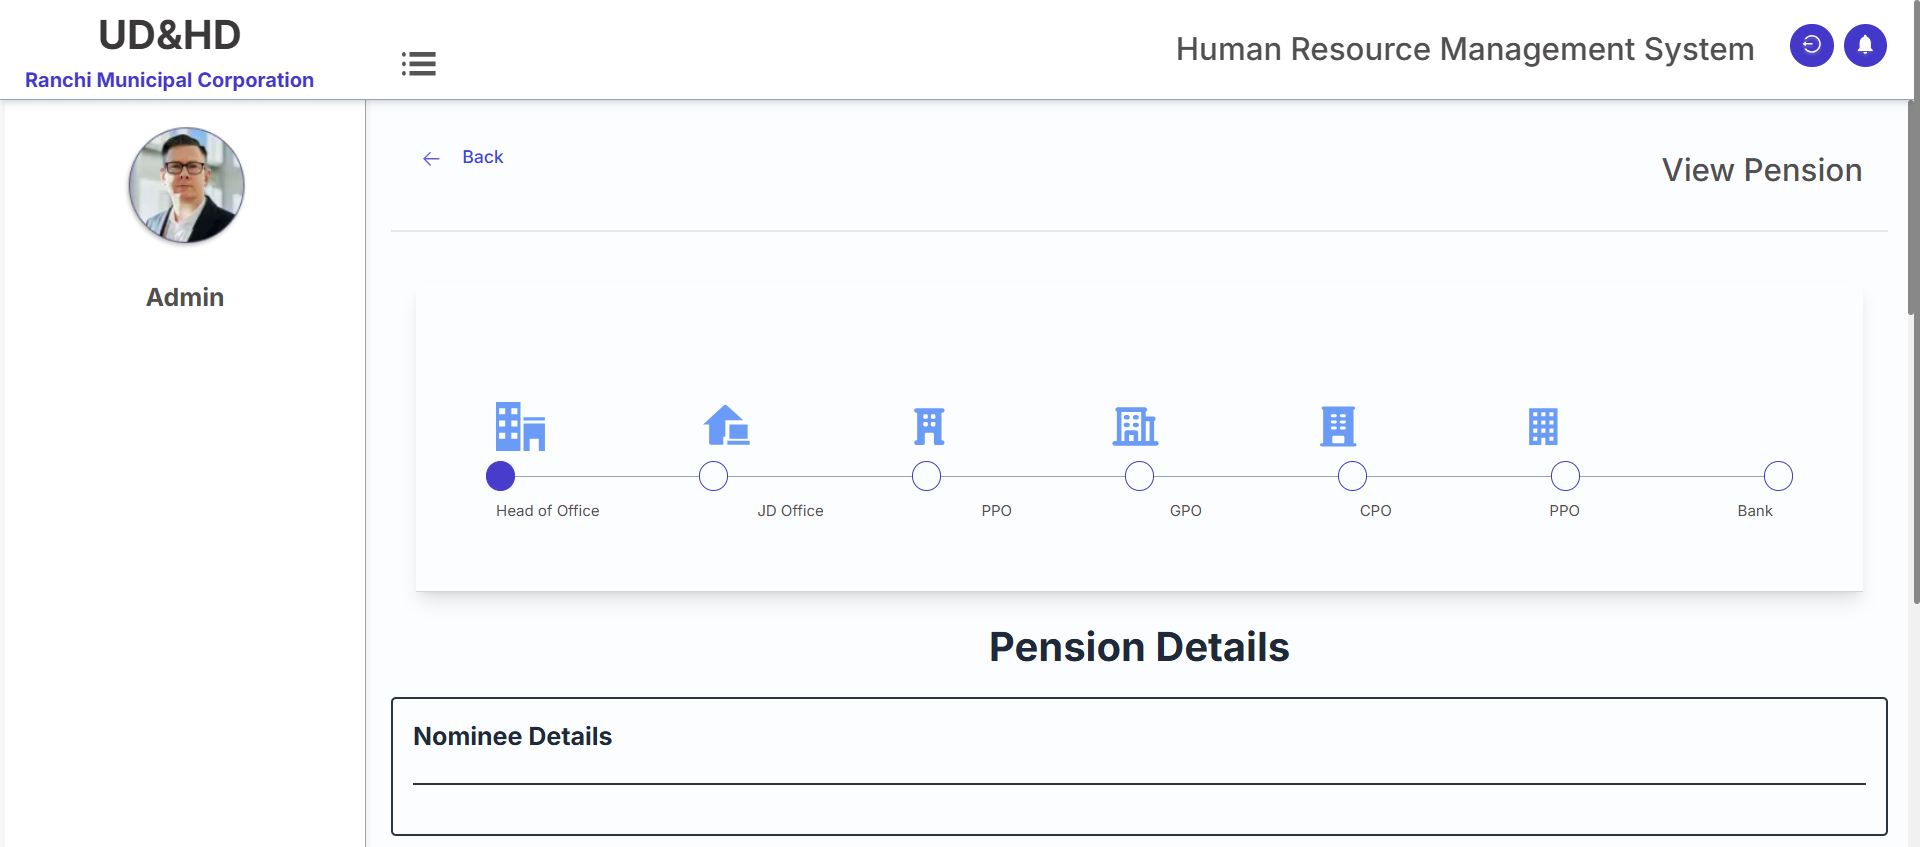 UD&HD
Ranchi Municipal Corporation
Human Resource Management System
Admin
Back
View Pension
Head of Office
JD Office
PPO
GPO
CPO
PPO
Bank
Pension Details
Nominee Details